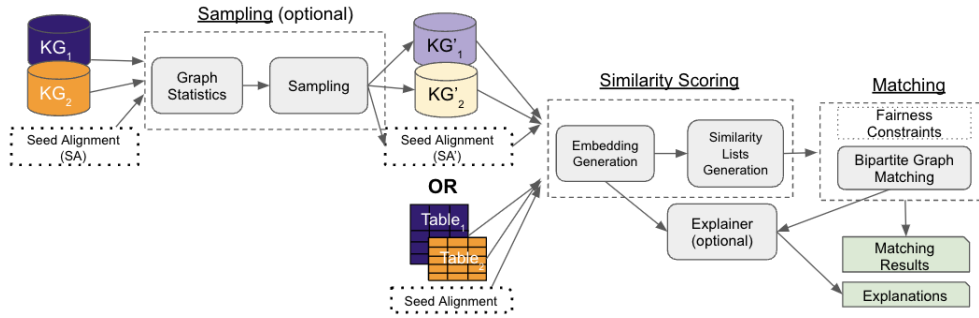 Sampling (optional)
KG1
KG2
Seed Alignment
(SA)
Graph
Statistics
Sampling
KG'1
KG'2
Seed Alignment
(SA')
OR
Table1
Table2
Seed Alignment
Similarity Scoring
Embedding
Generation
Similarity
Lists
Generation
Explainer
(optional)
Matching
Fairness
Constraints
Bipartite Graph
Matching
Matching
Results
Explanations